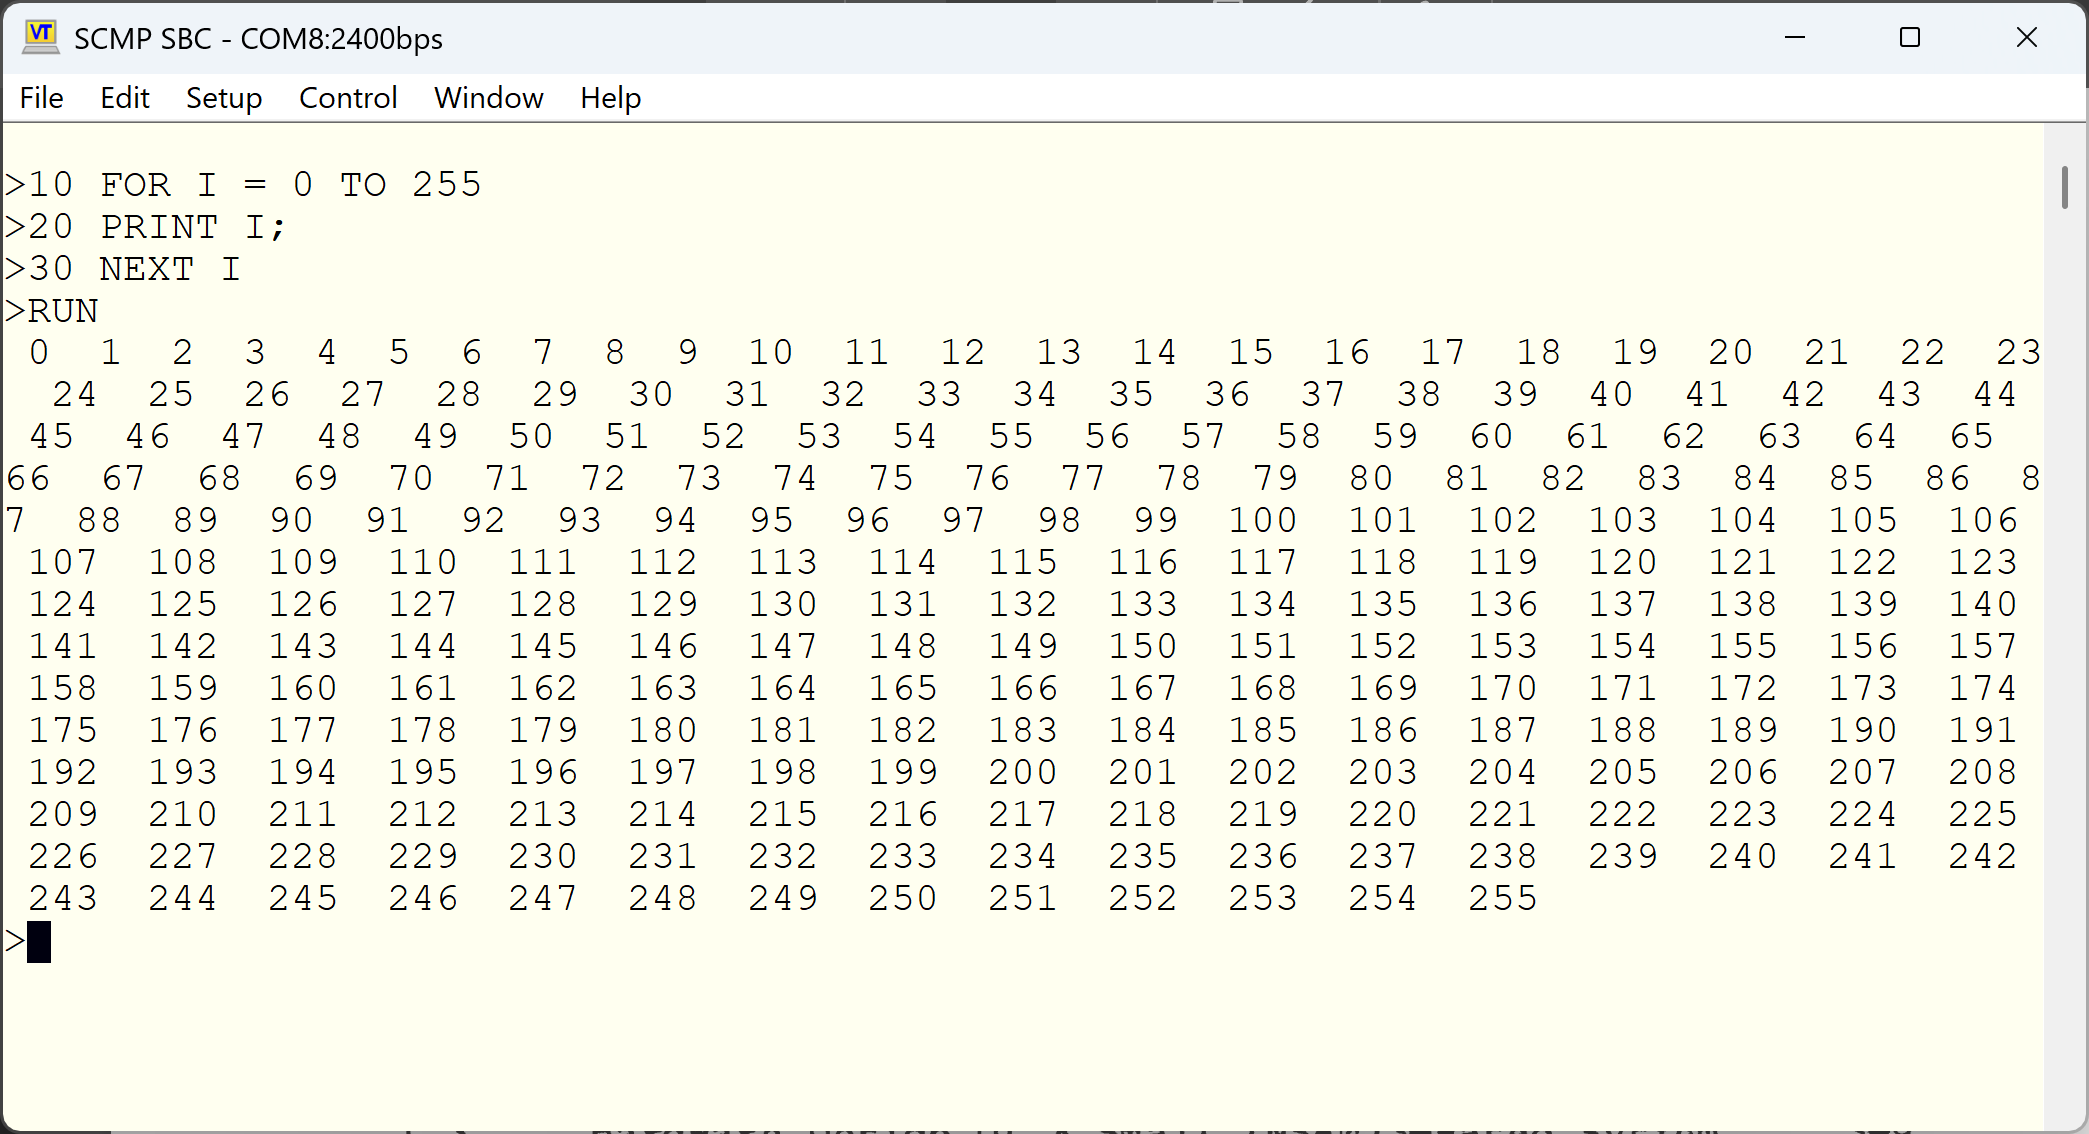 VT SCMP SBC - COM8:2400bps
File Edit Setup Control Window Help
>10 FOR I = 0 TO 255
>20 PRINT I;
>30 NEXT I
>RUN
 0  1  2  3  4  5  6  7  8  9  10  11  12  13  14  15  16  17  18  19  20  21  22  23
  24  25  26  27  28  29  30  31  32  33  34  35  36  37  38  39  40  41  42  43  44
 45  46  47  48  49  50  51  52  53  54  55  56  57  58  59  60  61  62  63  64  65
66  67  68  69  70  71  72  73  74  75  76  77  78  79  80  81  82  83  84  85  86  8
7  88  89  90  91  92  93  94  95  96  97  98  99  100  101  102  103  104  105  106
 107  108  109  110  111  112  113  114  115  116  117  118  119  120  121  122  123
 124  125  126  127  128  129  130  131  132  133  134  135  136  137  138  139  140
 141  142  143  144  145  146  147  148  149  150  151  152  153  154  155  156  157
 158  159  160  161  162  163  164  165  166  167  168  169  170  171  172  173  174
 175  176  177  178  179  180  181  182  183  184  185  186  187  188  189  190  191
 192  193  194  195  196  197  198  199  200  201  202  203  204  205  206  207  208
 209  210  211  212  213  214  215  216  217  218  219  220  221  222  223  224  225
 226  227  228  229  230  231  232  233  234  235  236  237  238  239  240  241  242
 243  244  245  246  247  248  249  250  251  252  253  254  255
>